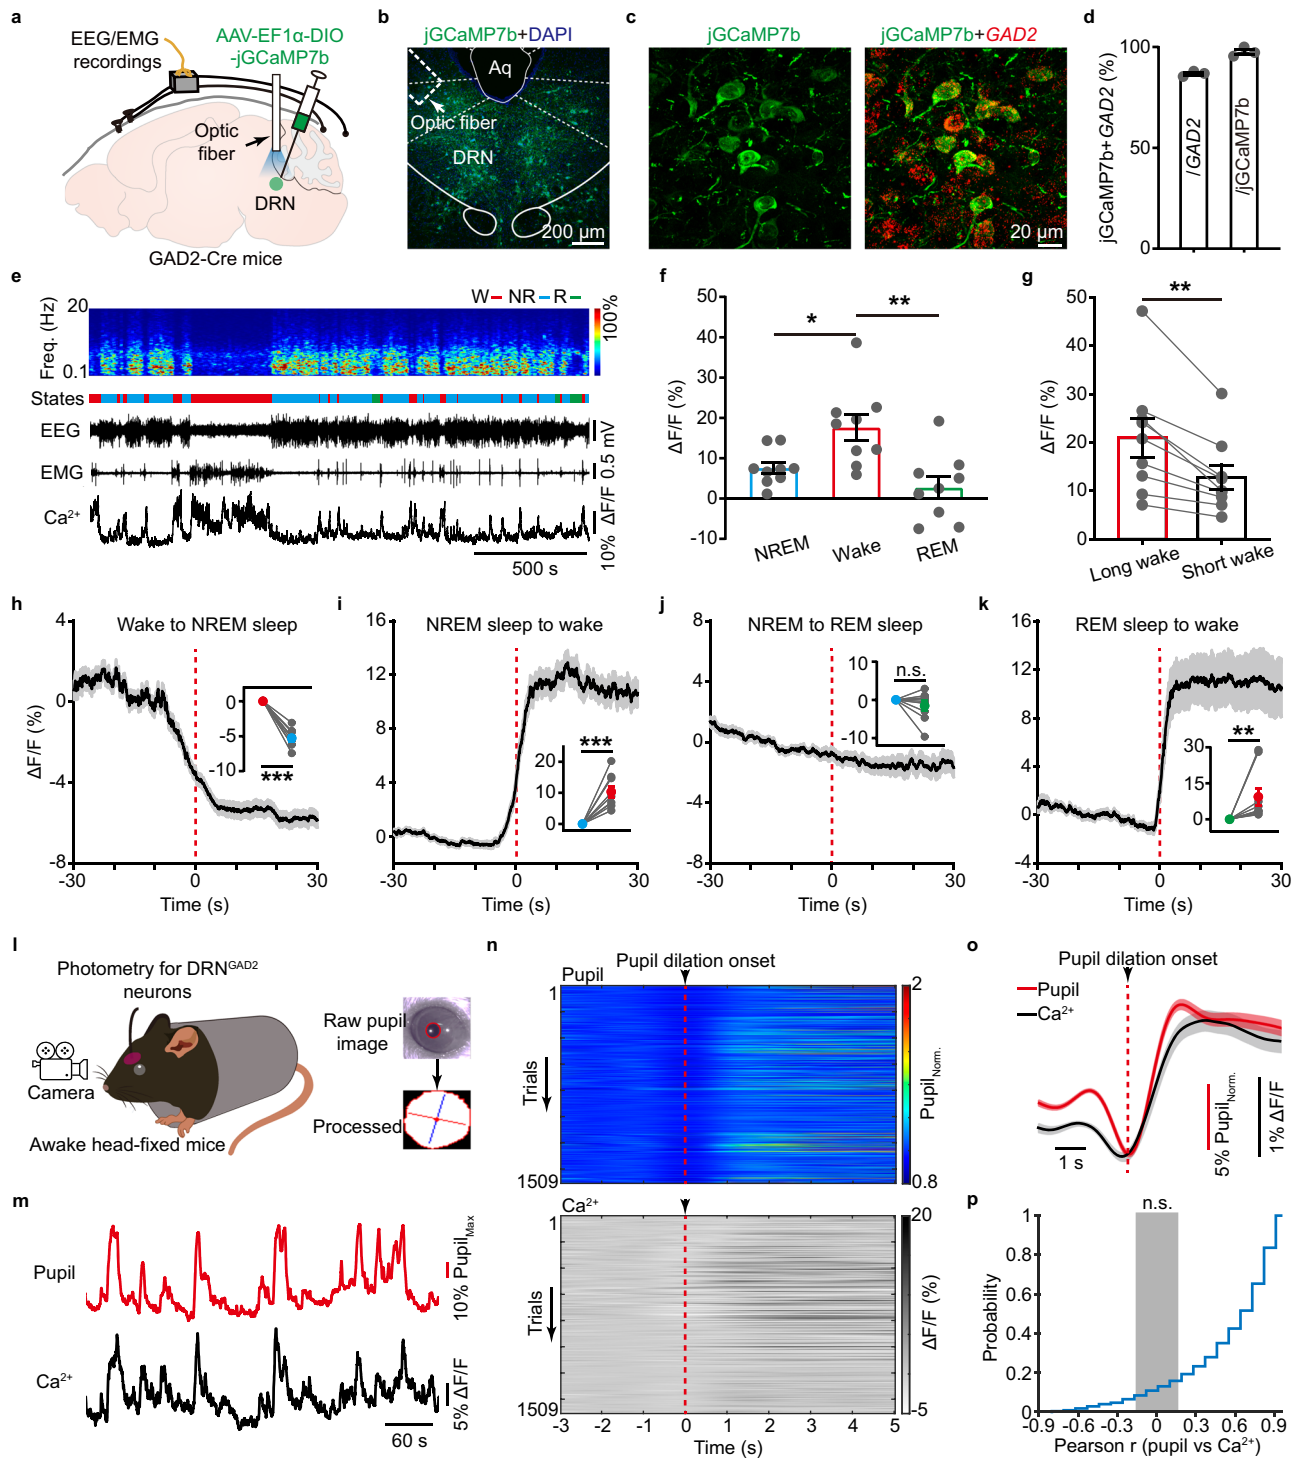 a
EEG/EMG
recordings
AAV-EF1α-DIO
-jGCaMP7b
Optic
fiber
DRN
GAD2-Cre mice
b
jGCaMP7b+DAPI
Aq
Optic fiber
DRN
200 µm
c
jGCaMP7b
jGCaMP7b+GAD2
20 µm
d
jGCaMP7b+GAD2 (%)
100
50
0
/GAD2
/jGCaMP7b
e
W NR R
Freq. (Hz)
20
0.1
100%
States
EEG
0.5 mV
EMG
Ca²⁺
10% ΔF/F
500 s
f
ΔF/F (%)
50
40
30
20
10
0
-10
*
**
NREM
Wake
REM
g
ΔF/F (%)
50
40
30
20
10
0
**
Long wake
Short wake
h
Wake to NREM sleep
ΔF/F (%)
4
0
-4
-8
0
-5
-10
***
-30
0
30
Time (s)
i
NREM sleep to wake
16
12
8
4
0
***
20
10
0
-30
0
30
Time (s)
j
NREM to REM sleep
8
4
0
-4
-8
n.s.
10
0
-10
-30
0
30
Time (s)
k
REM sleep to wake
16
12
8
4
0
-4
**
30
15
0
-30
0
30
Time (s)
l
Photometry for DRN^GAD2
neurons
Camera
Awake head-fixed mice
Raw pupil
image
Processed
m
Pupil
10% Pupil_Max
Ca²⁺
5% ΔF/F
60 s
n
Pupil dilation onset
Pupil
1
Trials
1509
2
Pupil_Norm.
0.8
Ca²⁺
1
Trials
1509
20
ΔF/F (%)
-5
-3 -2 -1 0 1 2 3 4 5
Time (s)
o
Pupil dilation onset
Pupil
Ca²⁺
5% Pupil_Norm.
1% ΔF/F
1 s
p
n.s.
Probability
1
0.8
0.6
0.4
0.2
0
-0.9 -0.6 -0.3 0 0.3 0.6 0.9
Pearson r (pupil vs Ca²⁺)